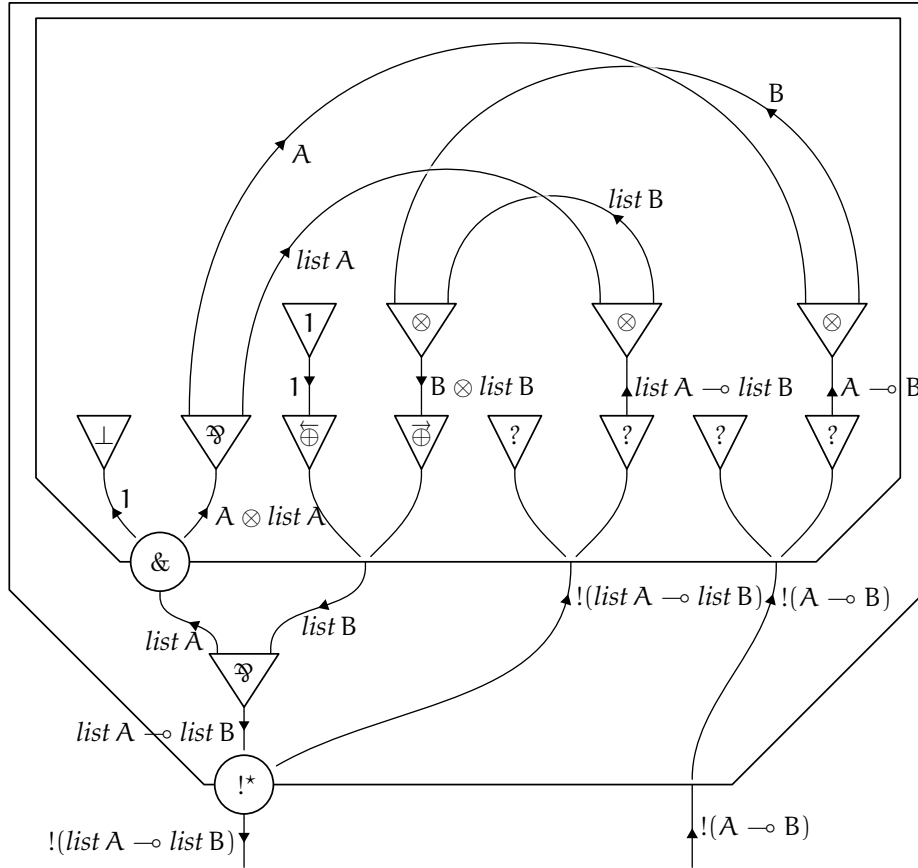 B
A
list B
list A
1 ⊗ ⊗ ⊗
1 B ⊗ list B list A ⊸ list B A ⊸ B
⊥ ⅋ ⊕⃖ ⊕⃗ ? ? ? ?
1 A ⊗ list A
&
!(list A ⊸ list B) !(A ⊸ B)
list A list B
⅋
list A ⊸ list B
!⋆
!(list A ⊸ list B) !(A ⊸ B)